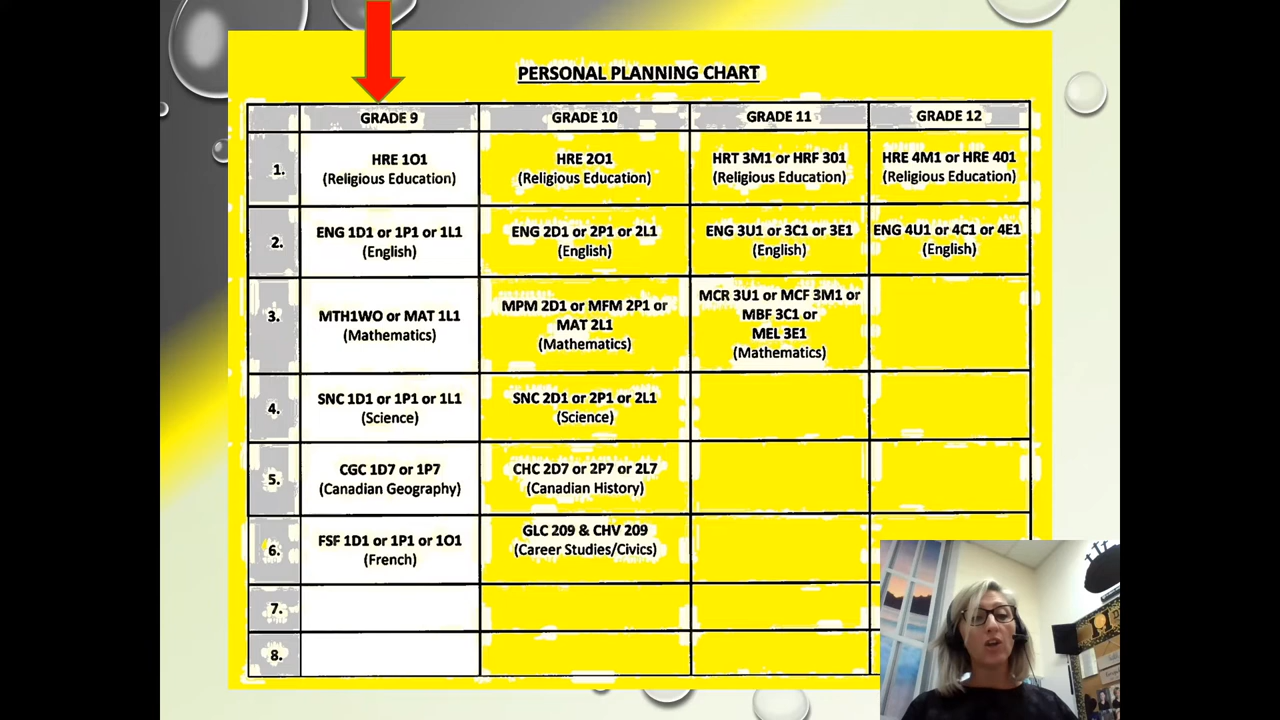 PERSONAL PLANNING CHART
GRADE 9 GRADE 10 GRADE 11 GRADE 12
1.
HRE 1O1
(Religious Education)
HRE 2O1
(Religious Education)
HRT 3M1 or HRF 301
(Religious Education)
HRE 4M1 or HRE 401
(Religious Education)
2.
ENG 1D1 or 1P1 or 1L1
(English)
ENG 2D1 or 2P1 or 2L1
(English)
ENG 3U1 or 3C1 or 3E1
(English)
ENG 4U1 or 4C1 or 4E1
(English)
3.
MTH1WO or MAT 1L1
(Mathematics)
MPM 2D1 or MFM 2P1 or
MAT 2L1
(Mathematics)
MCR 3U1 or MCF 3M1 or
MBF 3C1 or
MEL 3E1
(Mathematics)
4.
SNC 1D1 or 1P1 or 1L1
(Science)
SNC 2D1 or 2P1 or 2L1
(Science)
5.
CGC 1D7 or 1P7
(Canadian Geography)
CHC 2D7 or 2P7 or 2L7
(Canadian History)
6.
FSF 1D1 or 1P1 or 1O1
(French)
GLC 209 & CHV 209
(Career Studies/Civics)
7.
8.